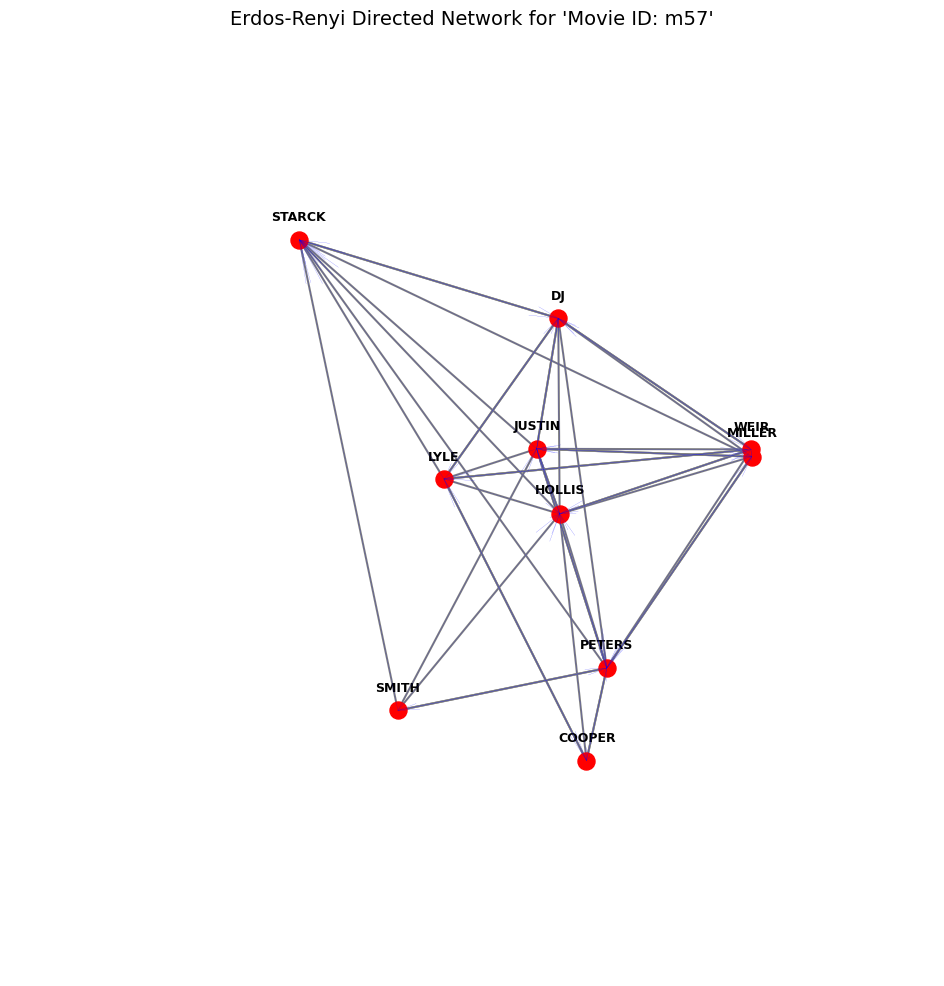 Erdos-Renyi Directed Network for 'Movie ID: m57'
STARCK
DJ
JUSTIN
WEIR
MILLER
LYLE
HOLLIS
PETERS
SMITH
COOPER